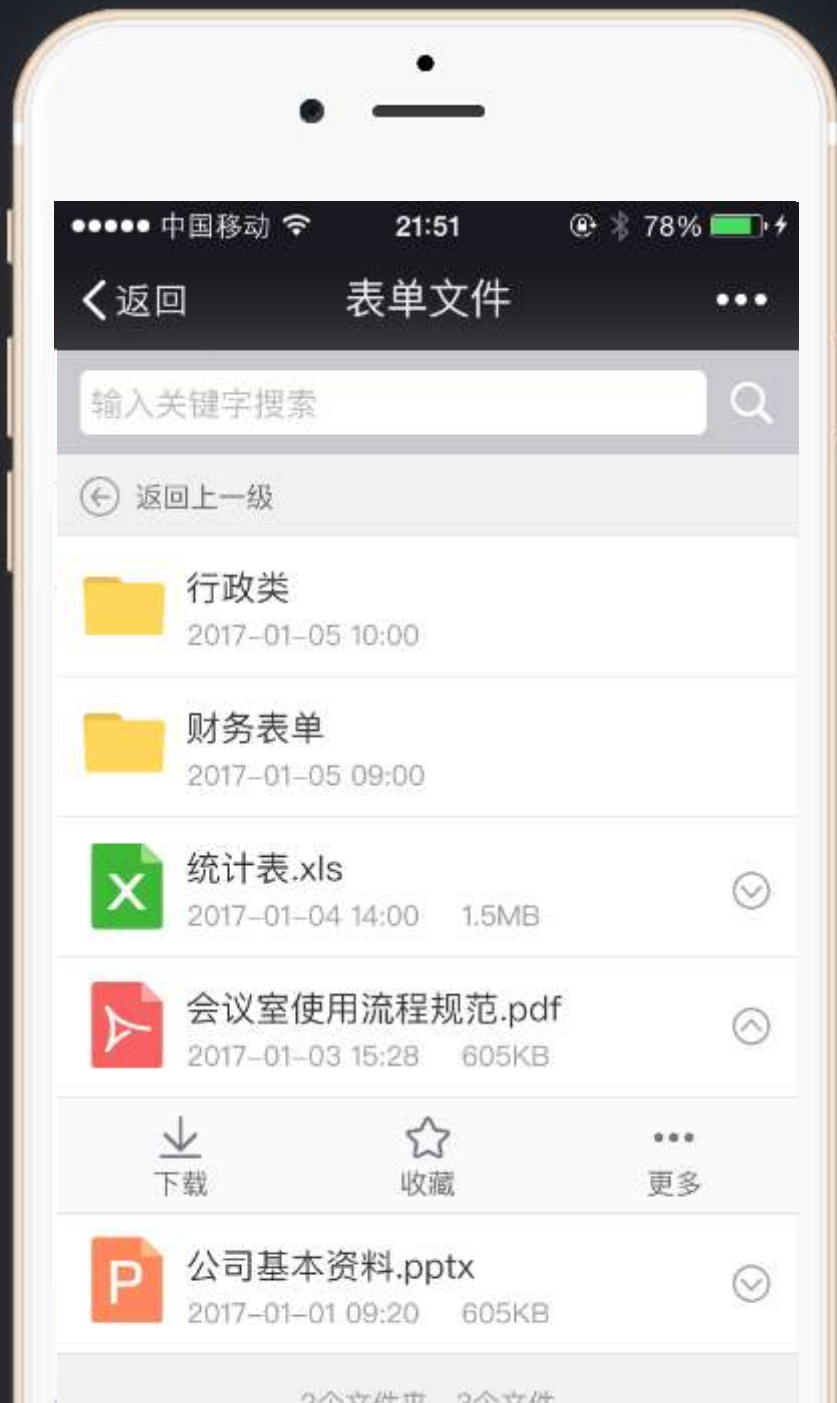 中国移动 21:51 78%
返回 表单文件
输入关键字搜索
返回上一级
行政类
2017-01-05 10:00
财务表单
2017-01-05 09:00
统计表.xls
2017-01-04 14:00 1.5MB
会议室使用流程规范.pdf
2017-01-03 15:28 605KB
下载 收藏 更多
公司基本资料.pptx
2017-01-01 09:20 605KB